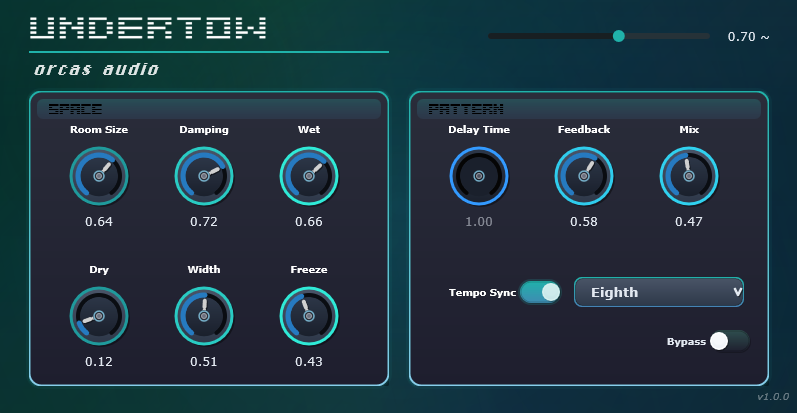 UNDERTOW
0.70 ~
orcas audio
SPACE
PATTERN
Room Size Damping Wet
Delay Time Feedback Mix
0.64 0.72 0.66
1.00 0.58 0.47
Dry Width Freeze
Tempo Sync Eighth
Bypass
0.12 0.51 0.43
v1.0.0